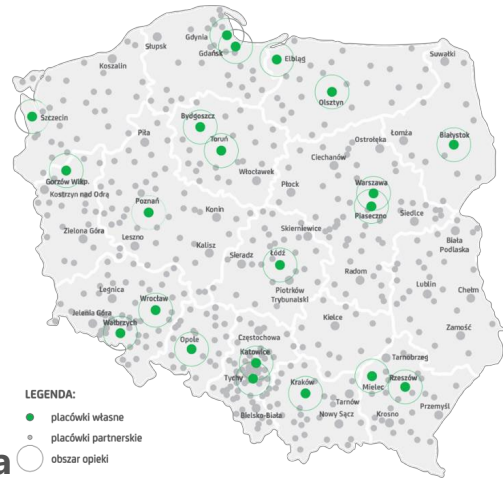 Gdynia
Słupsk
Gdańsk
Koszalin
Elbląg
Suwałki
Olsztyn
Szczecin
Bydgoszcz
Piła
Toruń
Ostrołęka
Łomża
Białystok
Ciechanów
Włocławek
Gorzów Wlkp.
Kostrzyn nad Odrą
Płock
Warszawa
Poznań
Konin
Piaseczno
Siedlce
Zielona Góra
Leszno
Skierniewice
Biała
Podlaska
Kalisz
Sieradz
Łódź
Radom
Piotrków
Trybunalski
Lublin
Chełm
Legnica
Wrocław
Jelenia Góra
Kielce
Zamość
Wałbrzych
Opole
Częstochowa
Katowice
Tarnobrzeg
Tychy
Kraków
Mielec
Rzeszów
Tarnów
Bielska-Biała
Nowy Sącz
Krosno
Przemyśl
LEGENDA:
placówki własne
placówki partnerskie
obszar opieki
a